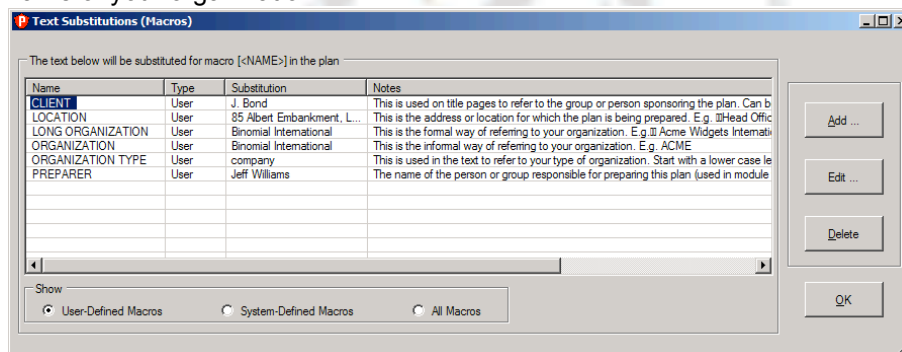 Text Substitutions (Macros)
The text below will be substituted for macro [<NAME>] in the plan
Name Type Substitution Notes
CLIENT User J. Bond This is used on title pages to refer to the group or person sponsoring the plan. Can b
LOCATION User 85 Albert Embankment, L... This is the address or location for which the plan is being prepared. E.g. Head Offic
LONG ORGANIZATION User Binomial International This is the formal way of referring to your organization. E.g. Acme Widgets Internati
ORGANIZATION User Binomial International This is the informal way of referring to your organization. E.g. ACME
ORGANIZATION TYPE User company This is used in the text to refer to your type of organization. Start with a lower case le
PREPARER User Jeff Williams The name of the person or group responsible for preparing this plan (used in module
Add ...
Edit ...
Delete
Show
User-Defined Macros System-Defined Macros All Macros
OK